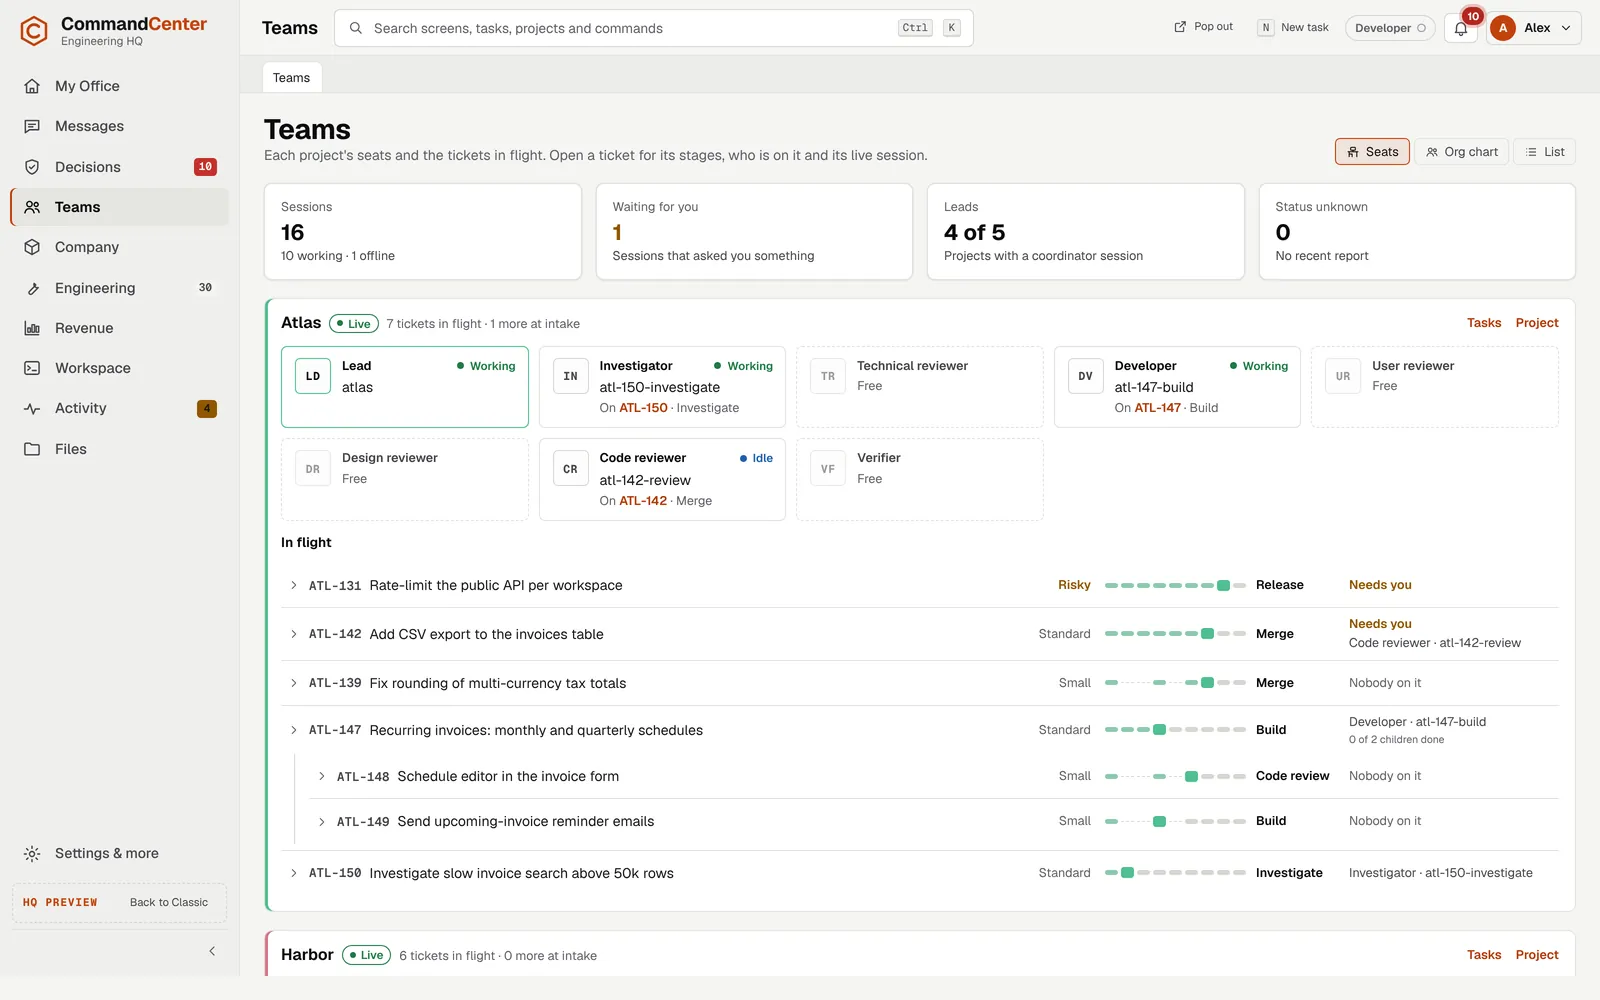 CommandCenter
Engineering HQ
My Office
Messages
Decisions 10
Teams
Company
Engineering 30
Revenue
Workspace
Activity 4
Files
Settings & more
HQ PREVIEW Back to Classic
Teams
Search screens, tasks, projects and commands Ctrl K
Pop out
N New task
Developer
10
A Alex
Teams
Teams
Each project's seats and the tickets in flight. Open a ticket for its stages, who is on it and its live session.
Seats Org chart List
Sessions
16
10 working · 1 offline
Waiting for you
1
Sessions that asked you something
Leads
4 of 5
Projects with a coordinator session
Status unknown
0
No recent report
Atlas Live 7 tickets in flight · 1 more at intake Tasks Project
LD Lead Working
atlas
IN Investigator Working
atl-150-investigate
On ATL-150 · Investigate
TR Technical reviewer
Free
DV Developer Working
atl-147-build
On ATL-147 · Build
UR User reviewer
Free
DR Design reviewer
Free
CR Code reviewer Idle
atl-142-review
On ATL-142 · Merge
VF Verifier
Free
In flight
ATL-131 Rate-limit the public API per workspace Risky Release Needs you
ATL-142 Add CSV export to the invoices table Standard Merge Needs you
Code reviewer · atl-142-review
ATL-139 Fix rounding of multi-currency tax totals Small Merge Nobody on it
ATL-147 Recurring invoices: monthly and quarterly schedules Standard Build Developer · atl-147-build
0 of 2 children done
ATL-148 Schedule editor in the invoice form Small Code review Nobody on it
ATL-149 Send upcoming-invoice reminder emails Small Build Nobody on it
ATL-150 Investigate slow invoice search above 50k rows Standard Investigate Investigator · atl-150-investigate
Harbor Live 6 tickets in flight · 0 more at intake Tasks Project